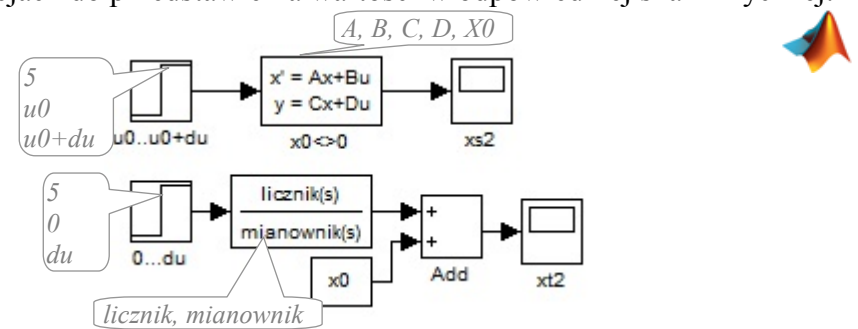 A, B, C, D, X0
5
u0
u0+du
x' = Ax+Bu
y = Cx+Du
u0..u0+du
x0<>0
xs2
5
0
du
licznik(s)
mianownik(s)
+
+
0...du
x0
Add
xt2
licznik, mianownik